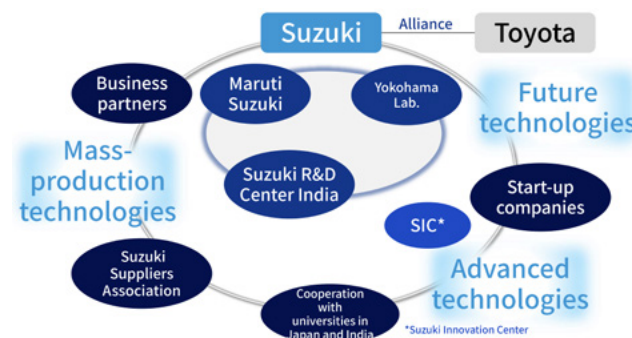 Suzuki
Alliance
Toyota
Business
partners
Maruti
Suzuki
Yokohama
Lab.
Future
technologies
Mass-
production
technologies
Suzuki R&D
Center India
Start-up
companies
SIC*
Suzuki
Suppliers
Association
Advanced
technologies
Cooperation
with
universities in
Japan and India
*Suzuki Innovation Center